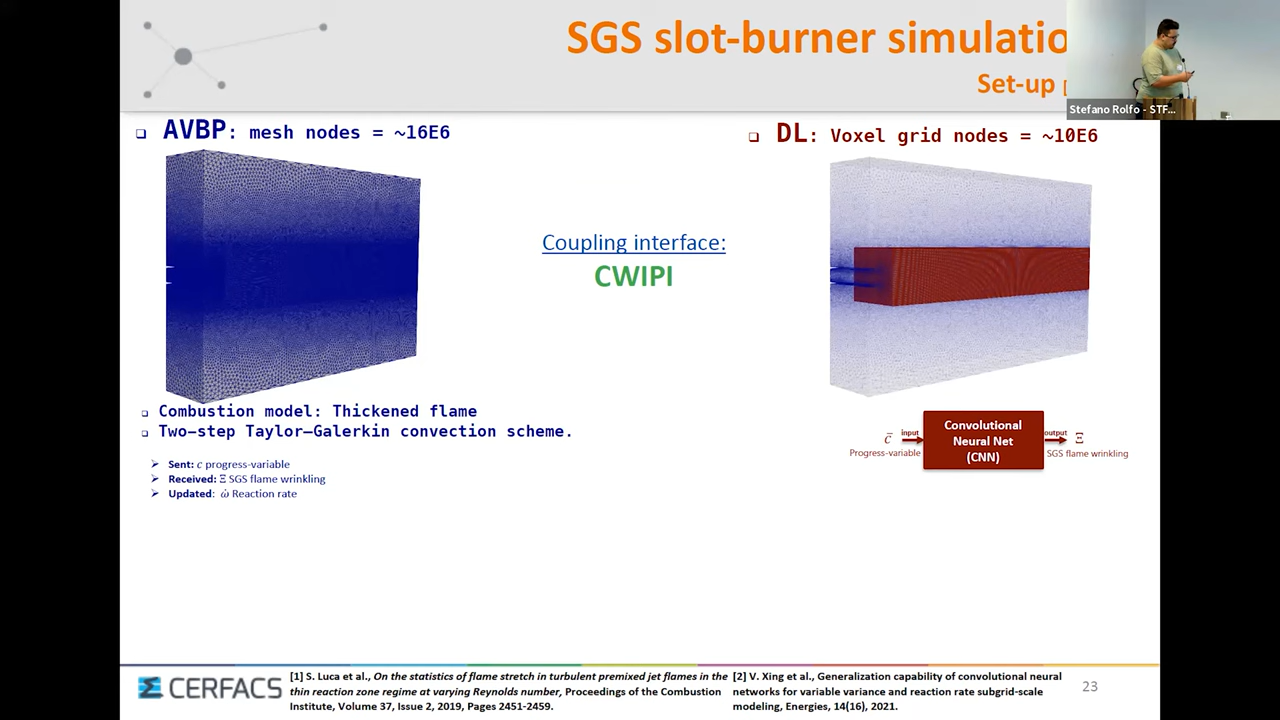 SGS slot-burner simulatio
Set-up [
Stefano Rolfo - STF...
❑ AVBP: mesh nodes = ~16E6
❑ DL: Voxel grid nodes = ~10E6
Coupling interface:
CWIPI
❑ Combustion model: Thickened flame
❑ Two-step Taylor-Galerkin convection scheme.
➢ Sent: c progress-variable
➢ Received: Ξ SGS flame wrinkling
➢ Updated: ω̇ Reaction rate
c̄ input
Progress-variable
Convolutional
Neural Net
(CNN)
output Ξ
SGS flame wrinkling
CERFACS
[1] S. Luca et al., On the statistics of flame stretch in turbulent premixed jet flames in the
thin reaction zone regime at varying Reynolds number, Proceedings of the Combustion
Institute, Volume 37, Issue 2, 2019, Pages 2451-2459.
[2] V. Xing et al., Generalization capability of convolutional neural
networks for variable variance and reaction rate subgrid-scale
modeling, Energies, 14(16), 2021.
23